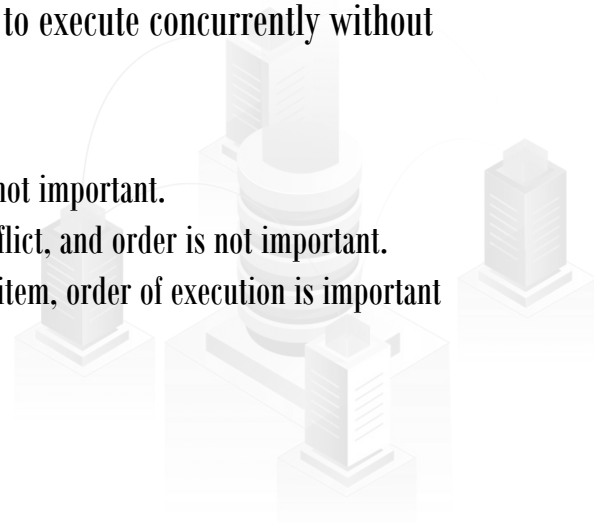 to execute concurrently without
not important.
flict, and order is not important.
item, order of execution is important